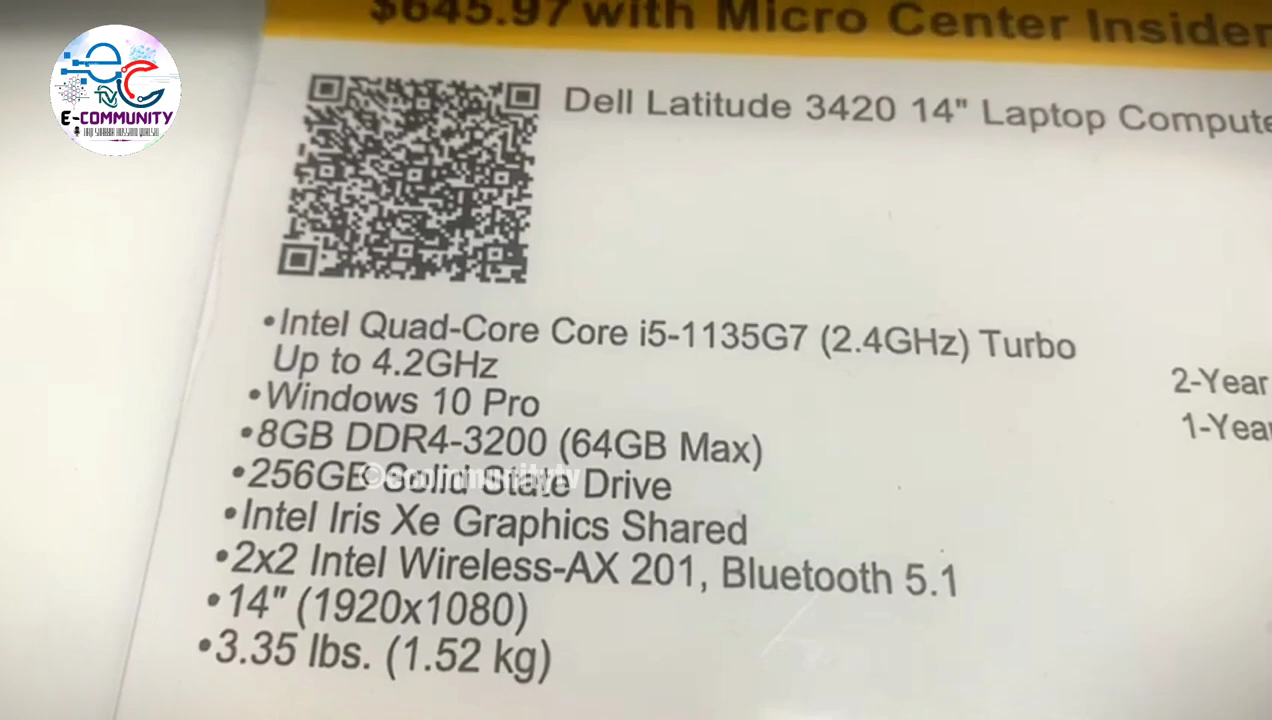 $645.97 with Micro Center Insider
E-COMMUNITY
Dell Latitude 3420 14" Laptop Compute
•Intel Quad-Core Core i5-1135G7 (2.4GHz) Turbo
Up to 4.2GHz
2-Year
•Windows 10 Pro
1-Year
•8GB DDR4-3200 (64GB Max)
•256GB Solid State Drive
©ecommunitytv
•Intel Iris Xe Graphics Shared
•2x2 Intel Wireless-AX 201, Bluetooth 5.1
•14" (1920x1080)
•3.35 lbs. (1.52 kg)